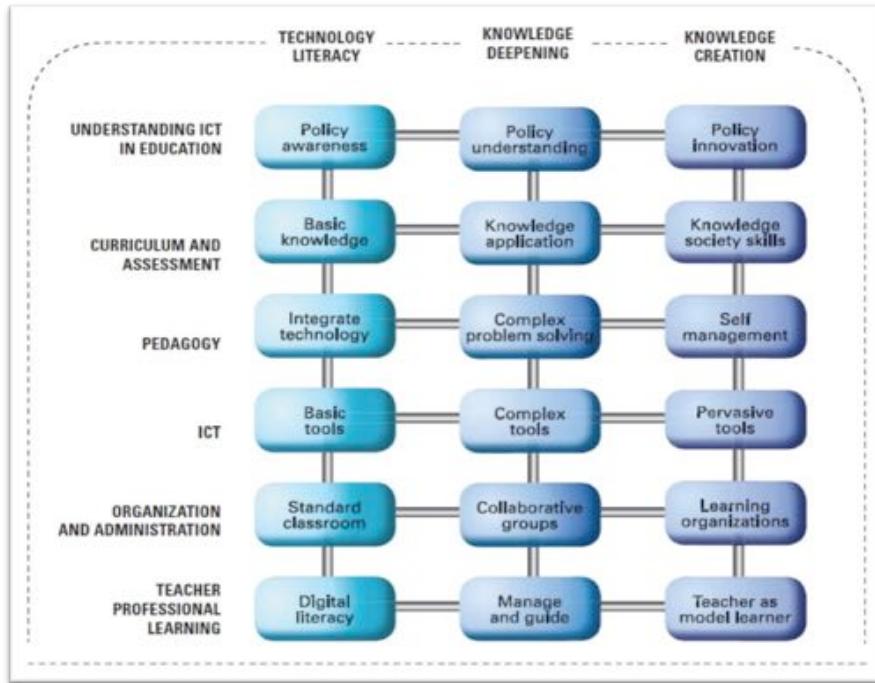 TECHNOLOGY
LITERACY
KNOWLEDGE
DEEPENING
KNOWLEDGE
CREATION
UNDERSTANDING ICT
IN EDUCATION
Policy
awareness
Policy
understanding
Policy
innovation
CURRICULUM AND
ASSESSMENT
Basic
knowledge
Knowledge
application
Knowledge
society skills
PEDAGOGY
Integrate
technology
Complex
problem solving
Self
management
ICT
Basic
tools
Complex
tools
Pervasive
tools
ORGANIZATION
AND ADMINISTRATION
Standard
classroom
Collaborative
groups
Learning
organizations
TEACHER
PROFESSIONAL
LEARNING
Digital
literacy
Manage
and guide
Teacher as
model learner